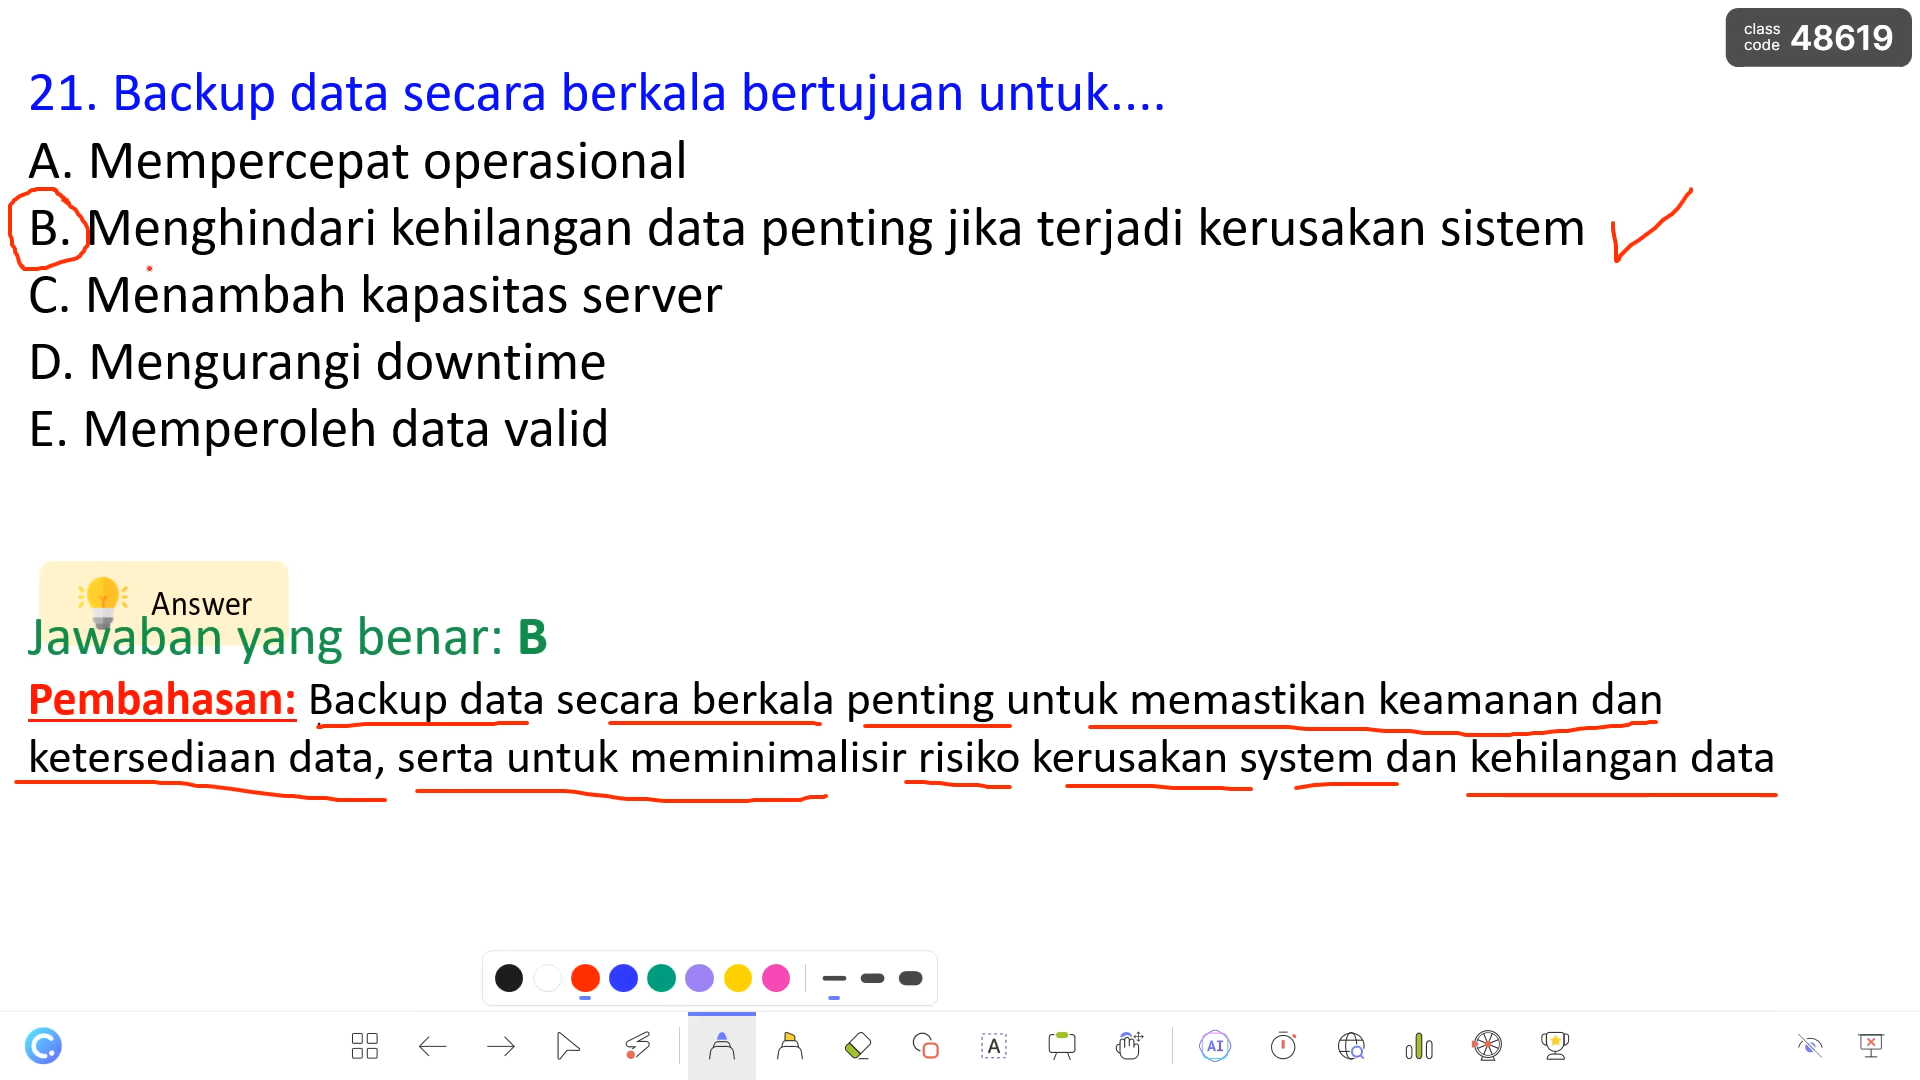 class
code 48619
21. Backup data secara berkala bertujuan untuk....
A. Mempercepat operasional
B. Menghindari kehilangan data penting jika terjadi kerusakan sistem
C. Menambah kapasitas server
D. Mengurangi downtime
E. Memperoleh data valid
Answer
Jawaban yang benar: B
Pembahasan: Backup data secara berkala penting untuk memastikan keamanan dan
ketersediaan data, serta untuk meminimalisir risiko kerusakan system dan kehilangan data
A
AI